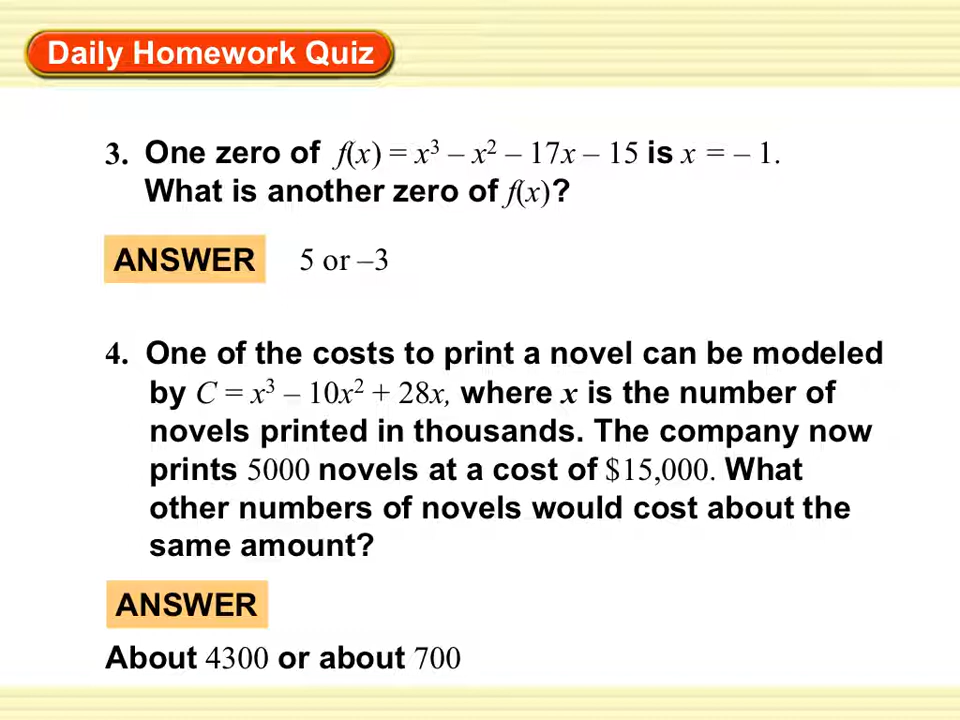 Daily Homework Quiz
3. One zero of f(x) = x³ – x² – 17x – 15 is x = – 1.
What is another zero of f(x)?
ANSWER 5 or –3
4. One of the costs to print a novel can be modeled
by C = x³ – 10x² + 28x, where x is the number of
novels printed in thousands. The company now
prints 5000 novels at a cost of $15,000. What
other numbers of novels would cost about the
same amount?
ANSWER
About 4300 or about 700